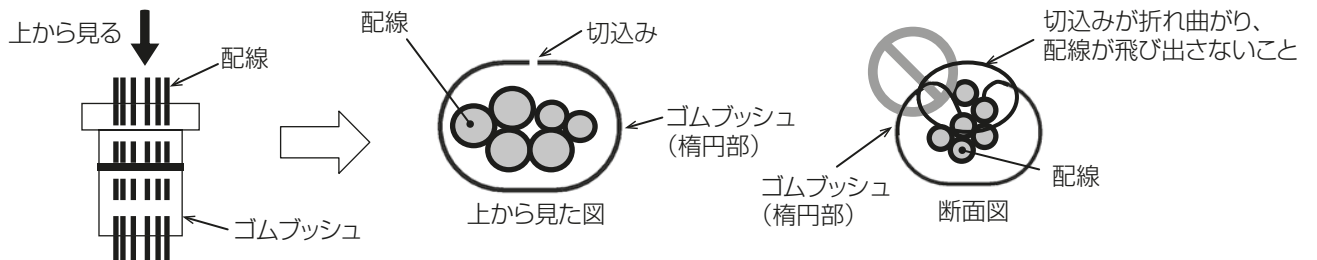 上から見る
配線
ゴムブッシュ
配線
切込み
ゴムブッシュ
（楕円部）
上から見た図
切込みが折れ曲がり、
配線が飛び出さないこと
ゴムブッシュ
（楕円部）
配線
断面図